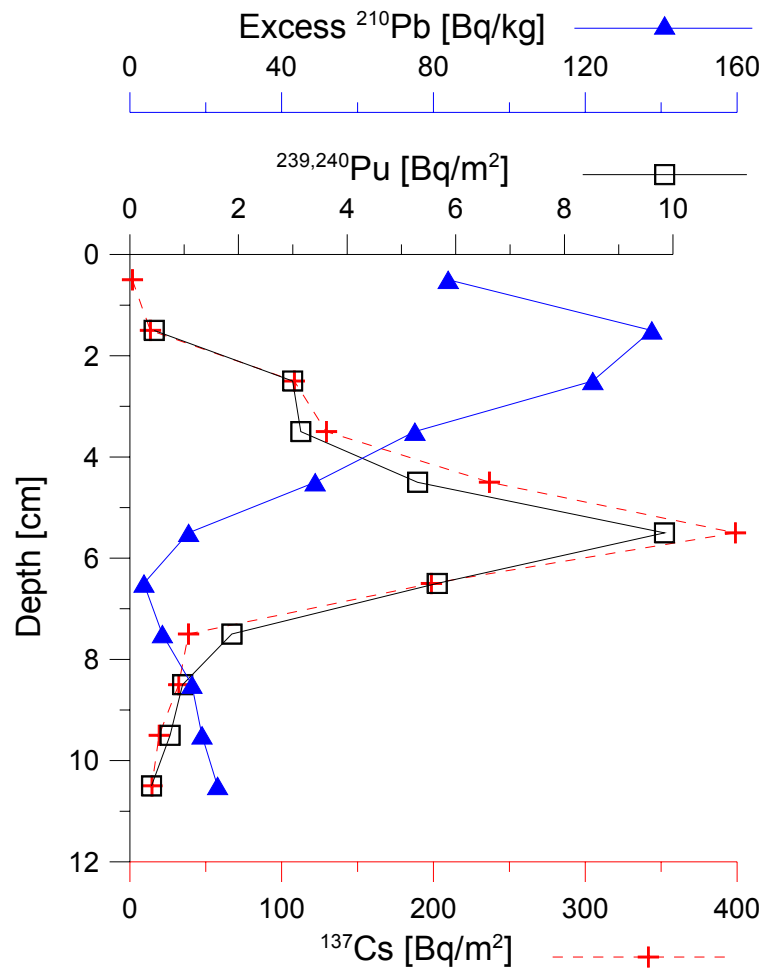 Excess ²¹⁰Pb [Bq/kg]
0 40 80 120 160
²³⁹,²⁴⁰Pu [Bq/m²]
0 2 4 6 8 10
0
2
4
6
8
10
12
Depth [cm]
0 100 200 300 400
¹³⁷Cs [Bq/m²]